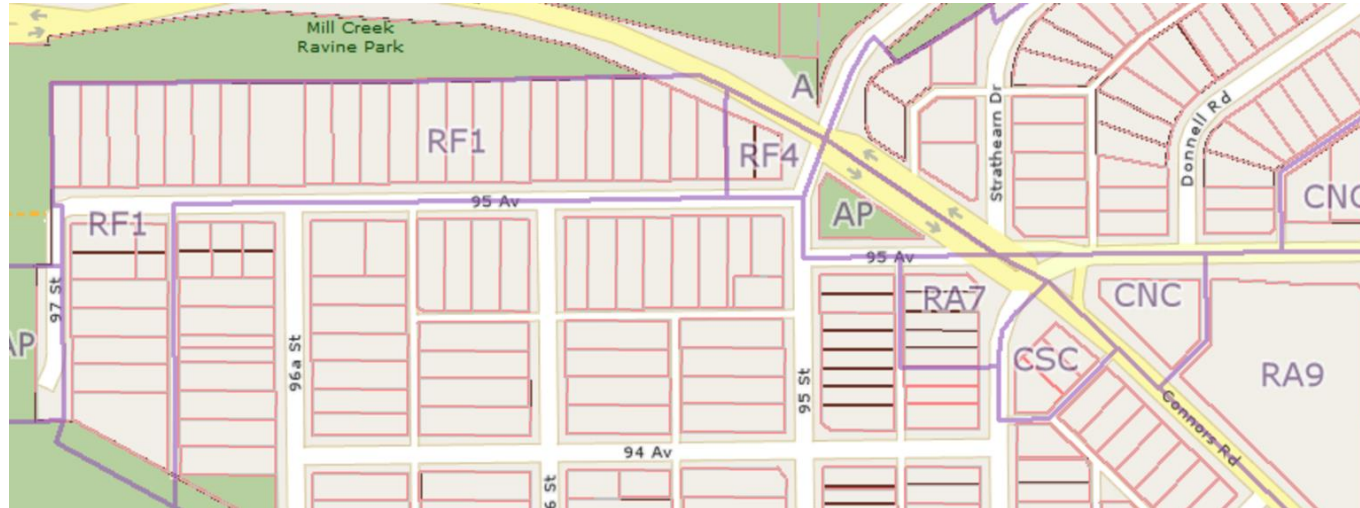 Mill Creek
Ravine Park
A
RF1
RF4
Strathearn Dr
Donnell Rd
95 Av
AP
RF1
95 Av
97 St
RA7
CNC
AP
96a St
CSC
RA9
95 St
Connors Rd
94 Av